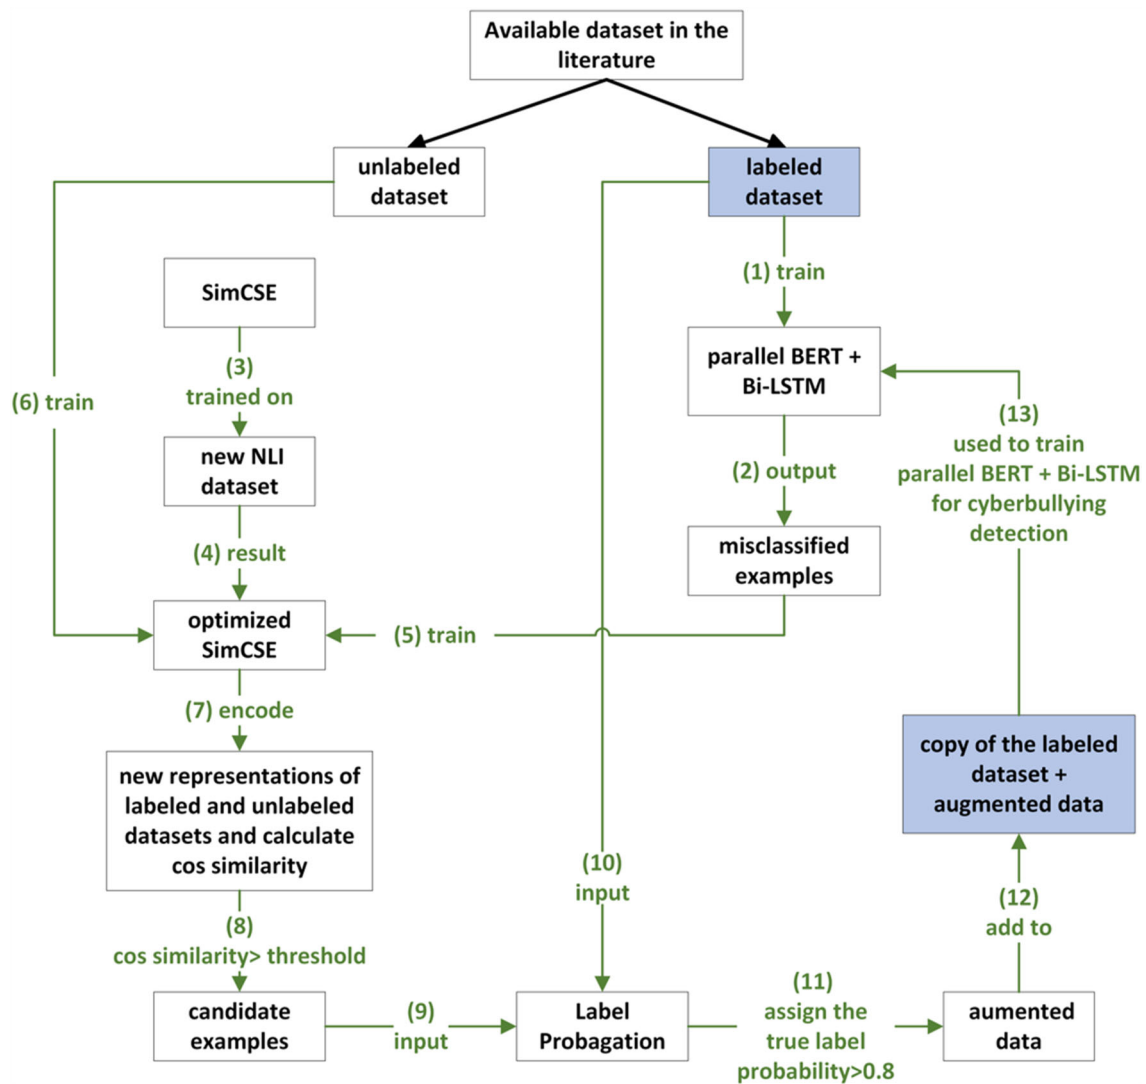 Available dataset in the
literature
unlabeled
dataset
labeled
dataset
(1) train
SimCSE
parallel BERT +
Bi-LSTM
(3)
trained on
(6) train
(13)
used to train
parallel BERT + Bi-LSTM
for cyberbullying
detection
new NLI
dataset
(2) output
(4) result
misclassified
examples
optimized
SimCSE
(5) train
(7) encode
new representations of
labeled and unlabeled
datasets and calculate
cos similarity
copy of the labeled
dataset +
augmented data
(10)
input
(8)
cos similarity> threshold
(12)
add to
candidate
examples
(9)
input
Label
Probagation
(11)
assign the
true label
probability>0.8
aumented
data